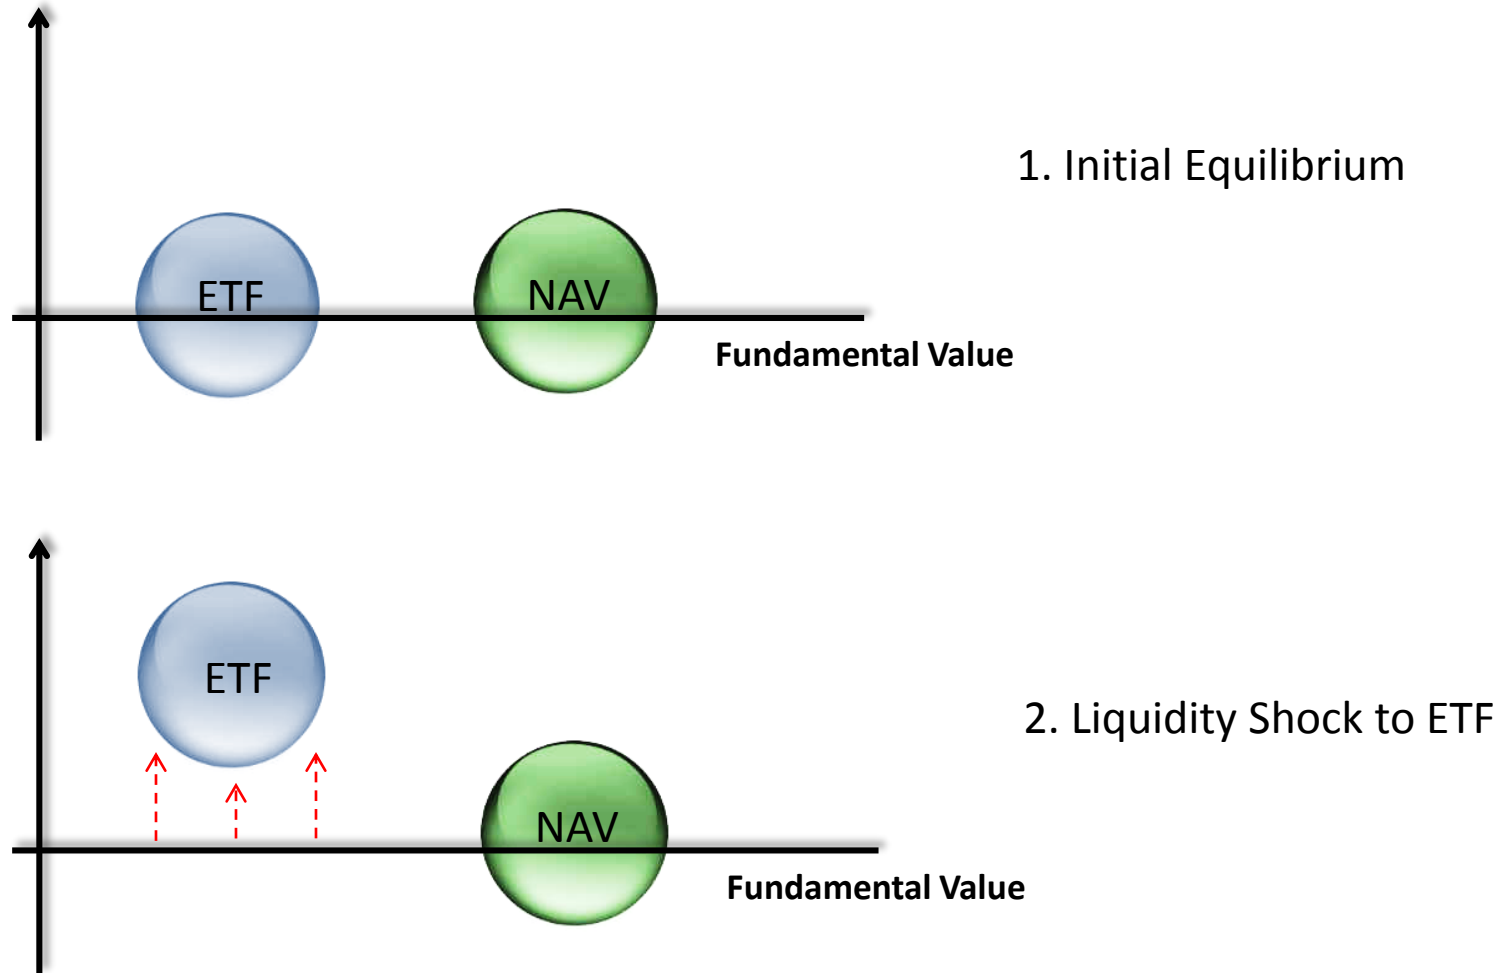 1. Initial Equilibrium
ETF
NAV
Fundamental Value
ETF
2. Liquidity Shock to ETF
NAV
Fundamental Value